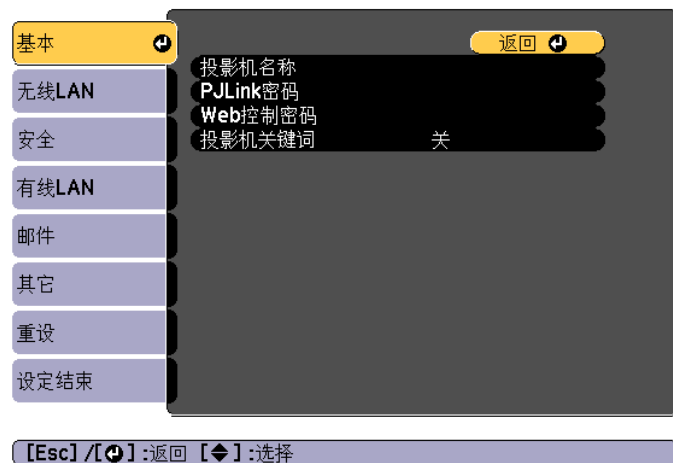 基本
无线LAN
安全
有线LAN
邮件
其它
重设
设定结束
返回
投影机名称
PJLink密码
Web控制密码
投影机关键词 关
[Esc] /[⏎] :返回 [◆] :选择